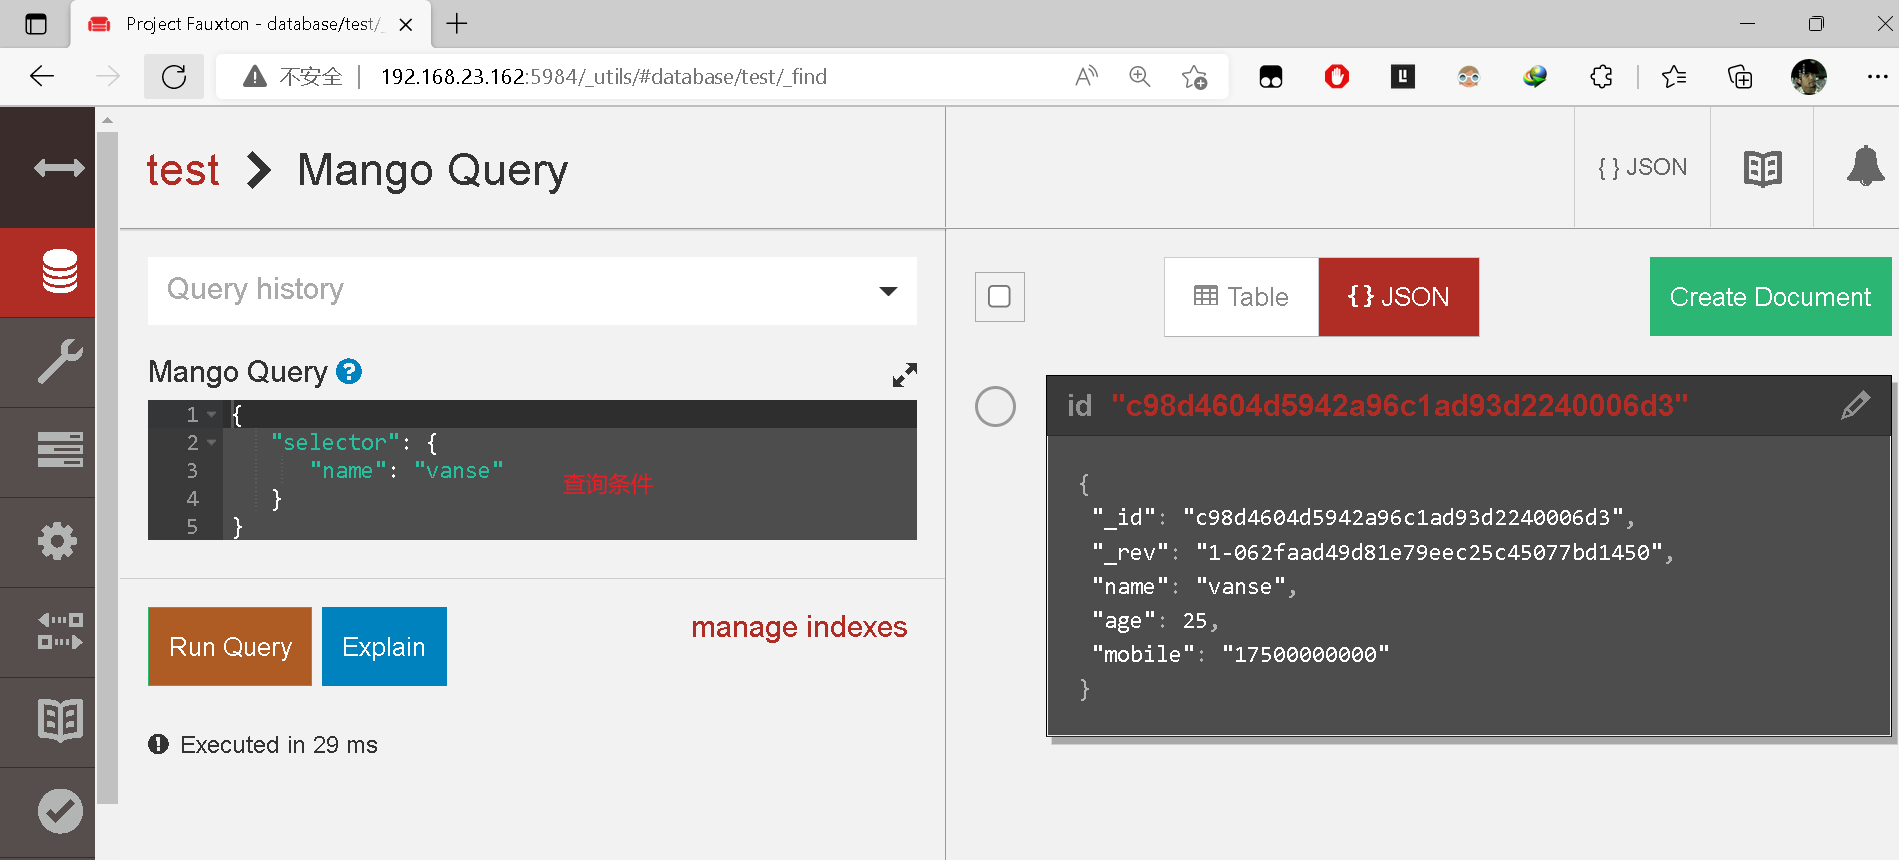 Project Fauxton - database/test/_
不安全 | 192.168.23.162:5984/_utils/#database/test/_find
test > Mango Query
{ } JSON
Query history
Table
{ } JSON
Create Document
Mango Query ?
1 {
2 "selector": {
3 "name": "vanse"
4 }
5 }
查询条件
id "c98d4604d5942a96c1ad93d2240006d3"
{
"_id": "c98d4604d5942a96c1ad93d2240006d3",
"_rev": "1-062faad49d81e79eec25c45077bd1450",
"name": "vanse",
"age": 25,
"mobile": "17500000000"
}
Run Query
Explain
manage indexes
Executed in 29 ms